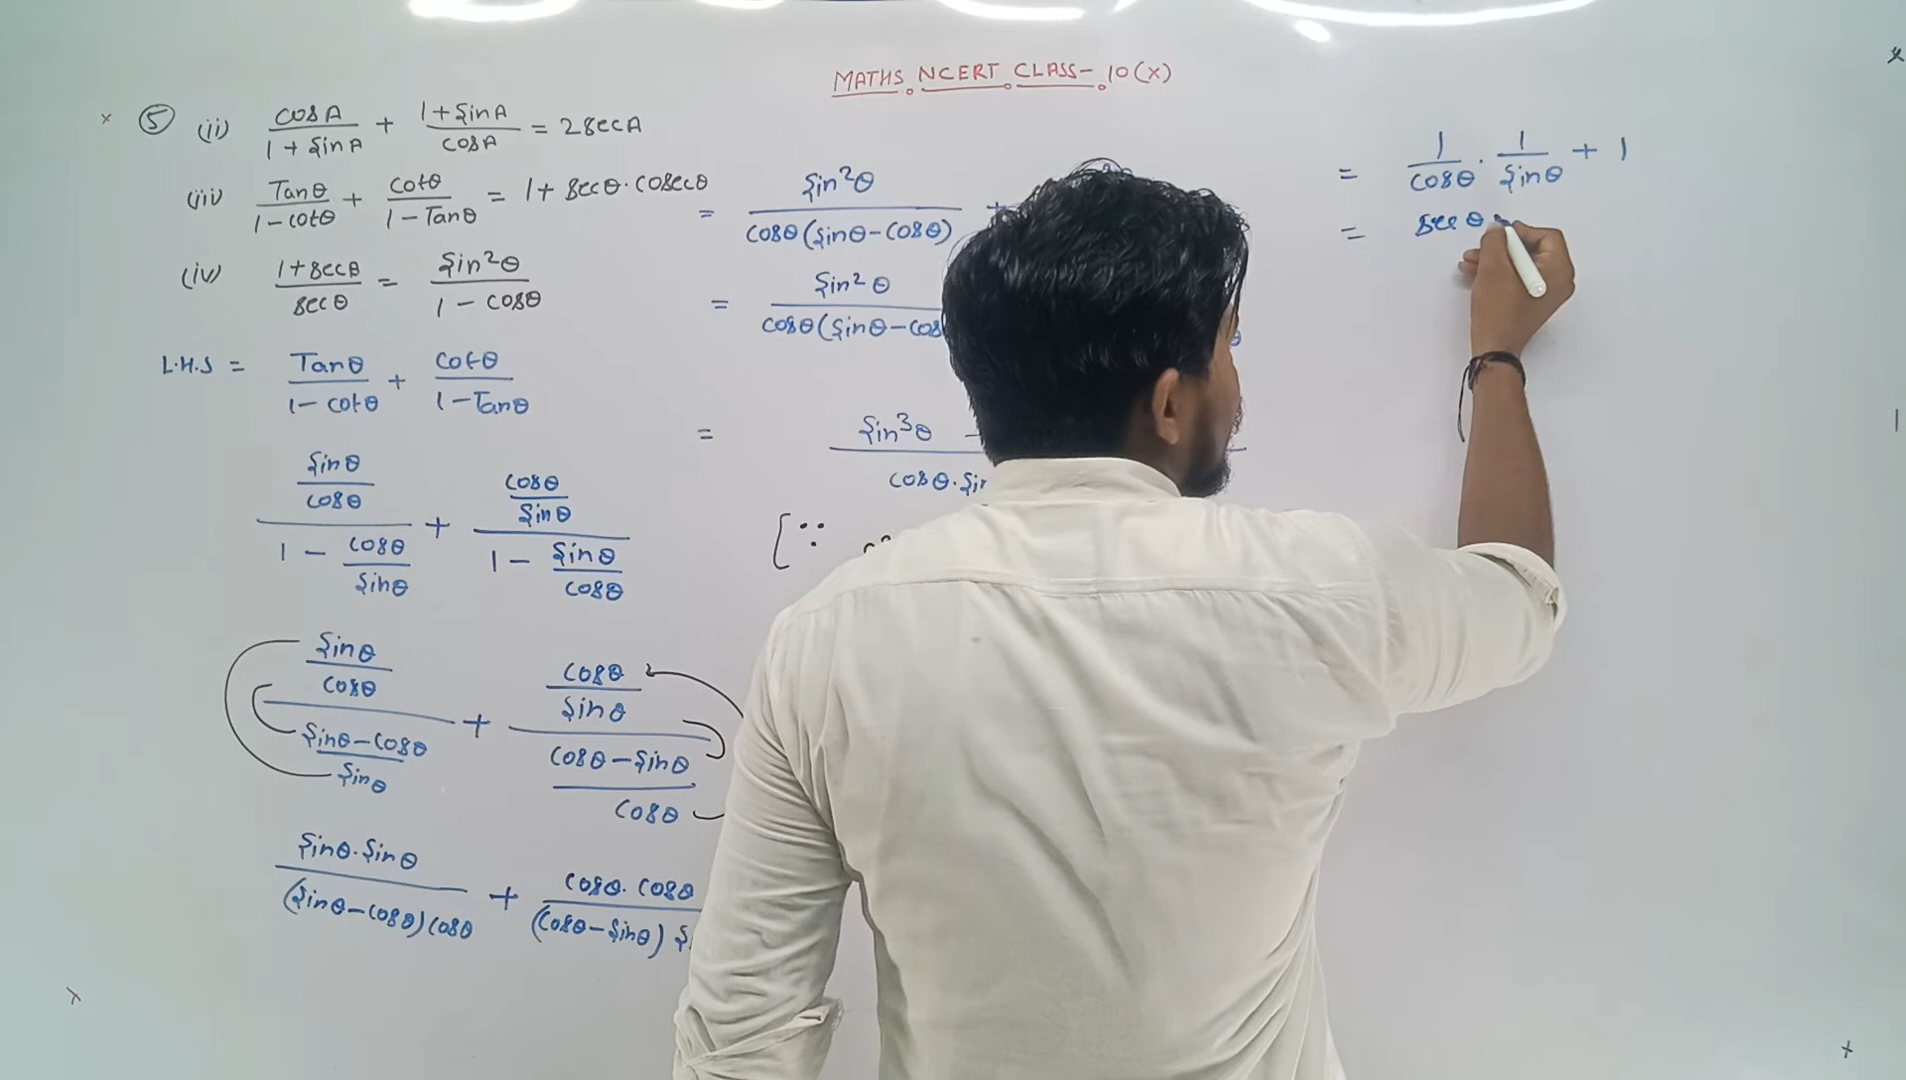 MATHS NCERT CLASS-10(X)
(5) (ii) cosA/(1+sinA) + (1+sinA)/cosA = 2secA
(iii) Tanθ/(1-cotθ) + cotθ/(1-Tanθ) = 1+secθ.cosecθ
(iv) (1+secθ)/secθ = sin²θ/(1-cosθ)
L.H.S = Tanθ/(1-cotθ) + cotθ/(1-Tanθ)
(sinθ/cosθ)/(1-cosθ/sinθ) + (cosθ/sinθ)/(1-sinθ/cosθ)
(sinθ/cosθ)/((sinθ-cosθ)/sinθ) + (cosθ/sinθ)/((cosθ-sinθ)/cosθ)
sinθ.sinθ/((sinθ-cosθ)cosθ) + cosθ.cosθ/((cosθ-sinθ)
= sin²θ/(cosθ(sinθ-cosθ))
= sin²θ/(cosθ(sinθ-cos
= sin³θ -
cosθ.sin
[∵
= 1/cosθ . 1/sinθ + 1
= secθ